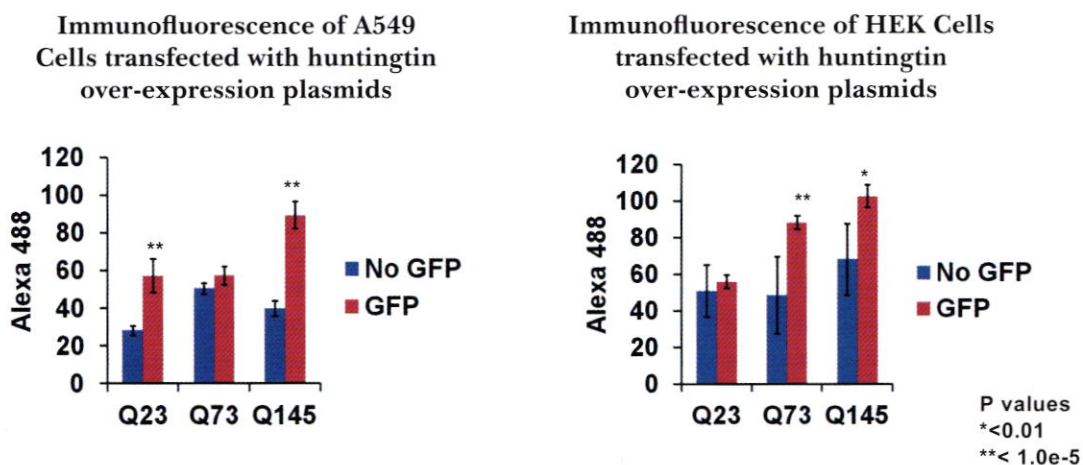 Immunofluorescence of A549
Cells transfected with huntingtin
over-expression plasmids
120
100
80
60
40
20
0
Alexa 488
**
**
Q23 Q73 Q145
No GFP
GFP
Immunofluorescence of HEK Cells
transfected with huntingtin
over-expression plasmids
120
100
80
60
40
20
0
Alexa 488
**
*
Q23 Q73 Q145
No GFP
GFP
P values
*<0.01
**< 1.0e-5